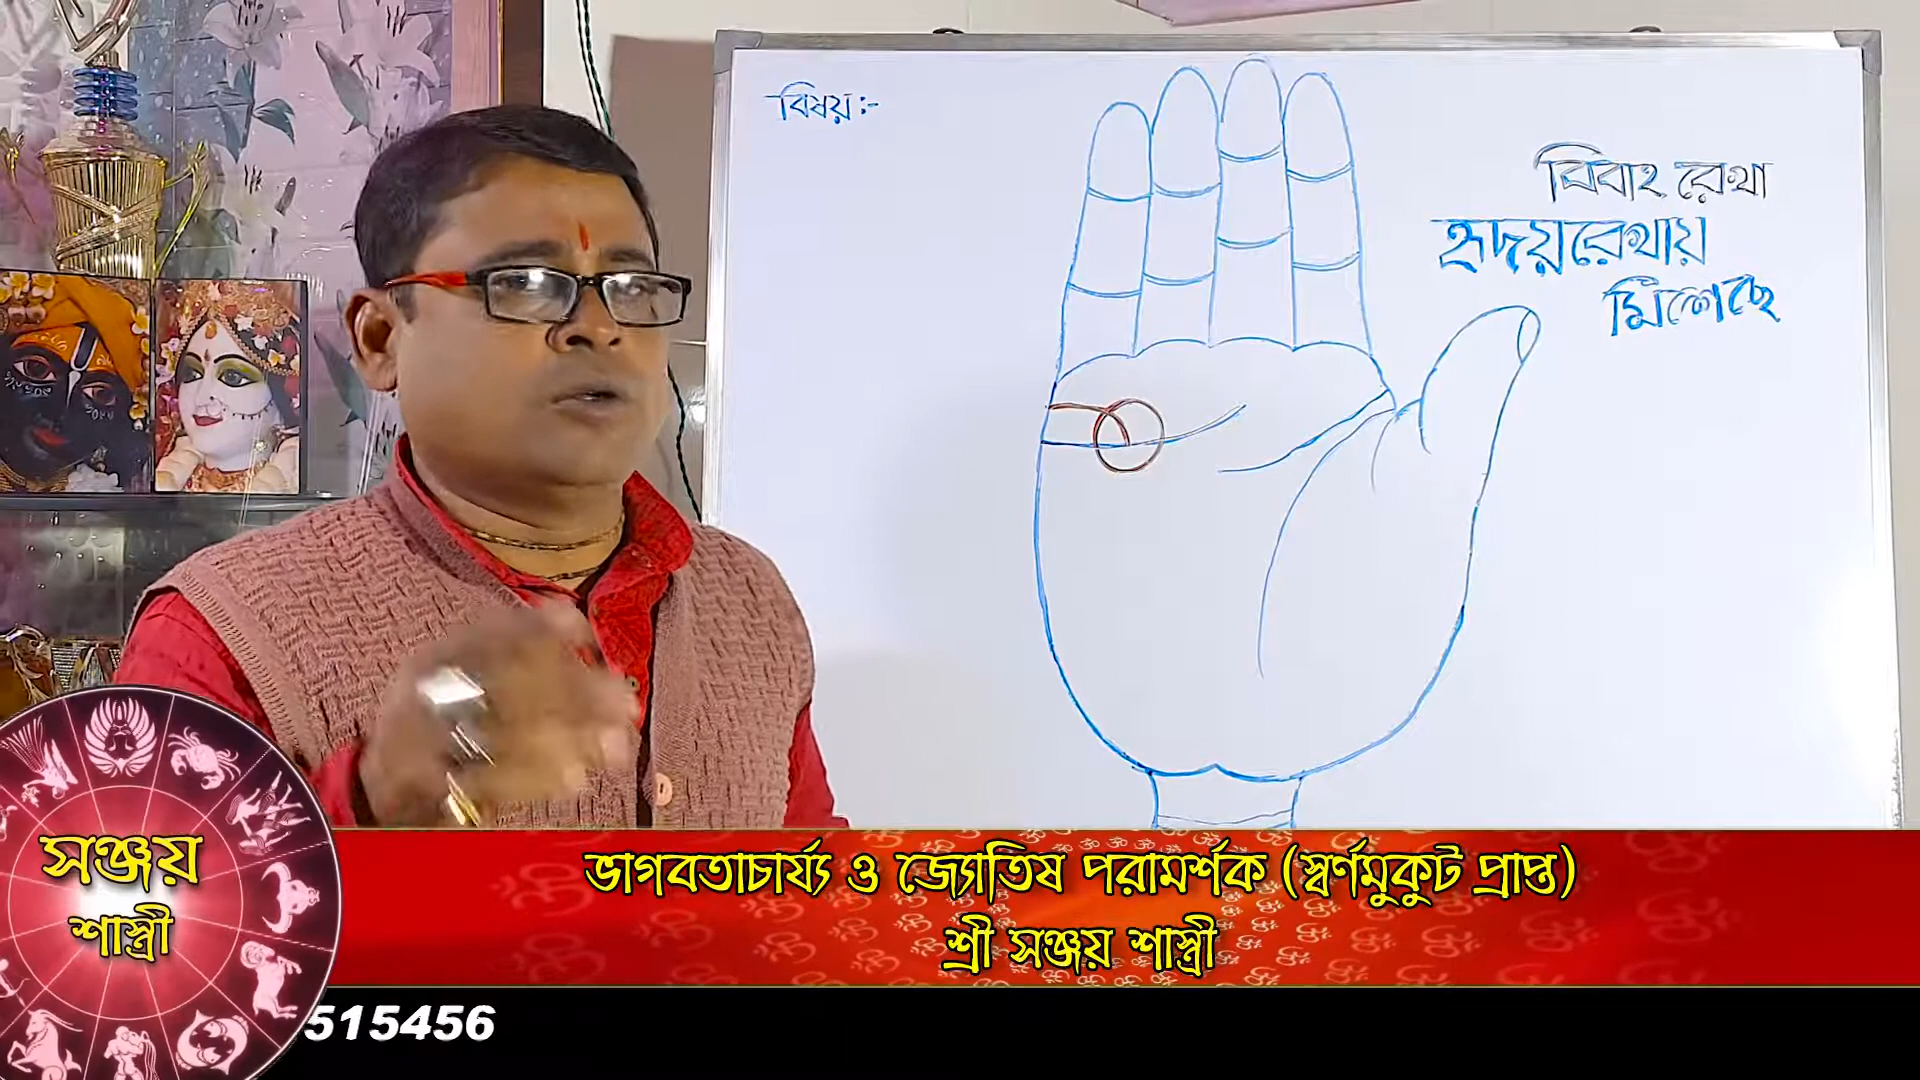 বিষয়:-
বিবাহ রেখা
হৃদয়রেখায়
মিশেছে
সঞ্জয়
শাস্ত্রী
ভাগবতাচার্য্য ও জ্যোতিষ পরামর্শক (স্বর্ণমুকুট প্রাপ্ত)
শ্রী সঞ্জয় শাস্ত্রী
515456